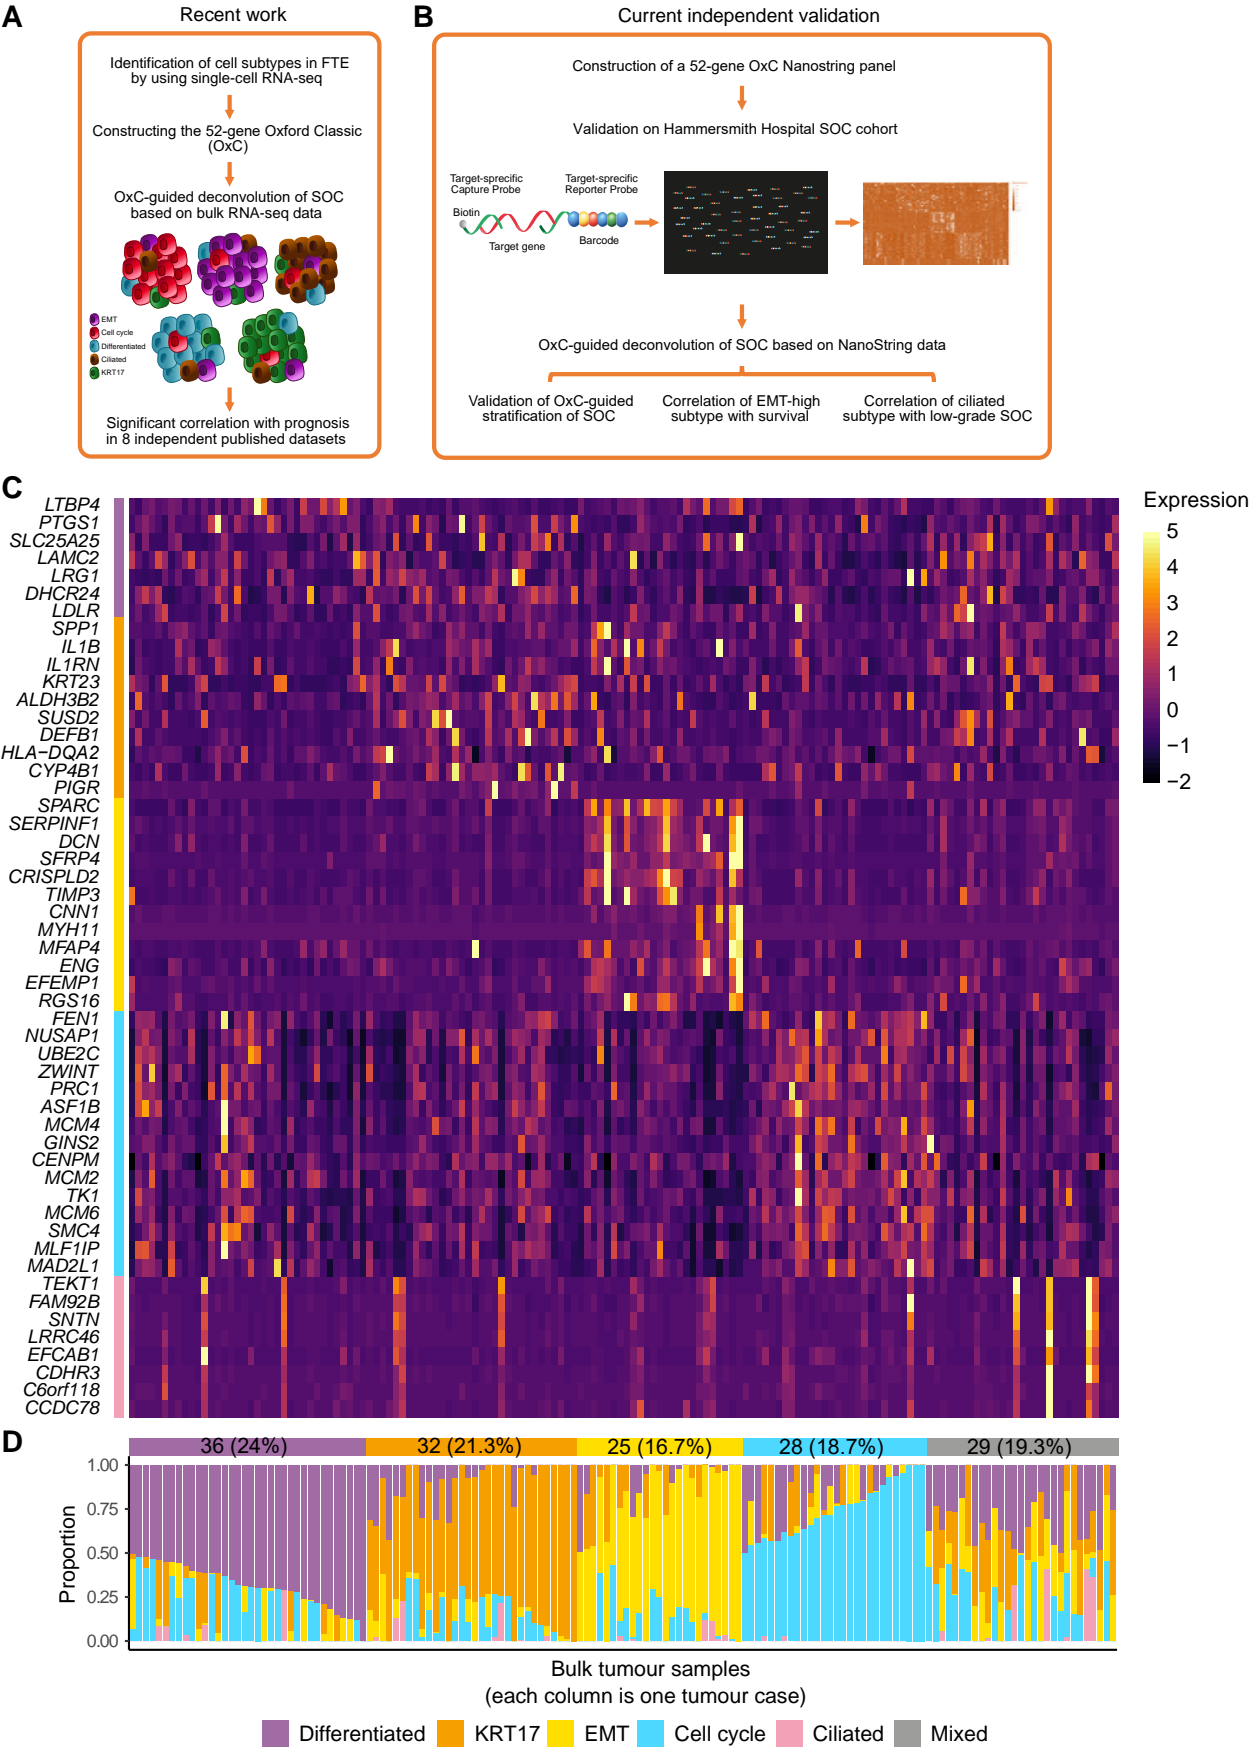 A
Recent work
Identification of cell subtypes in FTE
by using single-cell RNA-seq
Constructing the 52-gene Oxford Classic
(OxC)
OxC-guided deconvolution of SOC
based on bulk RNA-seq data
EMT
Cell cycle
Differentiated
Ciliated
KRT17
Significant correlation with prognosis
in 8 independent published datasets
B
Current independent validation
Construction of a 52-gene OxC Nanostring panel
Validation on Hammersmith Hospital SOC cohort
Target-sprecific
Capture Probe
Target-sprecific
Reporter Probe
Biotin
Target gene
Barcode
OxC-guided deconvolution of SOC based on NanoString data
Validation of OxC-guided
stratification of SOC
Correlation of EMT-high
subtype with survival
Correlation of ciliated
subtype with low-grade SOC
C
LTBP4
PTGS1
SLC25A25
LAMC2
LRG1
DHCR24
LDLR
SPP1
IL1B
IL1RN
KRT23
ALDH3B2
SUSD2
DEFB1
HLA−DQA2
CYP4B1
PIGR
SPARC
SERPINF1
DCN
SFRP4
CRISPLD2
TIMP3
CNN1
MYH11
MFAP4
ENG
EFEMP1
RGS16
FEN1
NUSAP1
UBE2C
ZWINT
PRC1
ASF1B
MCM4
GINS2
CENPM
MCM2
TK1
MCM6
SMC4
MLF1IP
MAD2L1
TEKT1
FAM92B
SNTN
LRRC46
EFCAB1
CDHR3
C6orf118
CCDC78
Expression
5
4
3
2
1
0
−1
−2
D
36 (24%)
32 (21.3%)
25 (16.7%)
28 (18.7%)
29 (19.3%)
Proportion
1.00
0.75
0.50
0.25
0.00
Bulk tumour samples
(each column is one tumour case)
Differentiated
KRT17
EMT
Cell cycle
Ciliated
Mixed